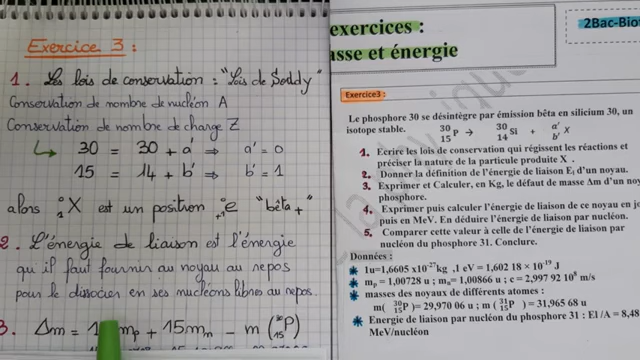 Exercice 3 :
1. Les lois de conservation : "Lois de Soddy"
Conservation de nombre de nucléon A
Conservation de nombre de charge Z
30 = 30 + a' ⇒ a' = 0
15 = 14 + b' ⇒ b' = 1
alors ⁰₁X est un position ⁰₊₁e "bêta+"
2. L'énergie de liaison est l'énergie
qu il faut fournir au noyau au repos
pour le dissocier en ses nucléons libres au repos.
3. Δm = 1 mp + 15mn - m (³⁰₁₅P)
exercices :
sse et énergie
2Bac-Biof
Exercice3 :
Le phosphore 30 se désintègre par émission bêta en silicium 30, un
isotope stable. ³⁰₁₅P → ³⁰₁₄Si + a'b' X
1. Ecrire les lois de conservation qui régissent les réactions et
préciser la nature de la particule produite X .
2. Donner la définition de l'énergie de liaison El d'un noyau.
3. Exprimer et Calculer, en Kg, le défaut de masse Δm d'un noy
phosphore.
4. Exprimer puis calculer l'énergie de liaison de ce noyau en jo
puis en MeV. En déduire l'énergie de liaison par nucléon.
5. Comparer cette valeur à celle de l'énergie de liaison par
nucléon du phosphore 31. Conclure.
Données :
1u=1,6605 x10⁻²⁷kg ,1 eV = 1,602 18 × 10⁻¹⁹ J
mp = 1,00728 u ; mn= 1,00866 u ; c = 2,997 92 10⁸ m/s
masses des noyaux de différents atomes :
m( ³⁰₁₅P )= 29,970 06 u ; m ( ³¹₁₅P ) = 31,965 68 u
Energie de liaison par nucléon du phosphore 31 : El /A = 8,48
MeV/nucléon